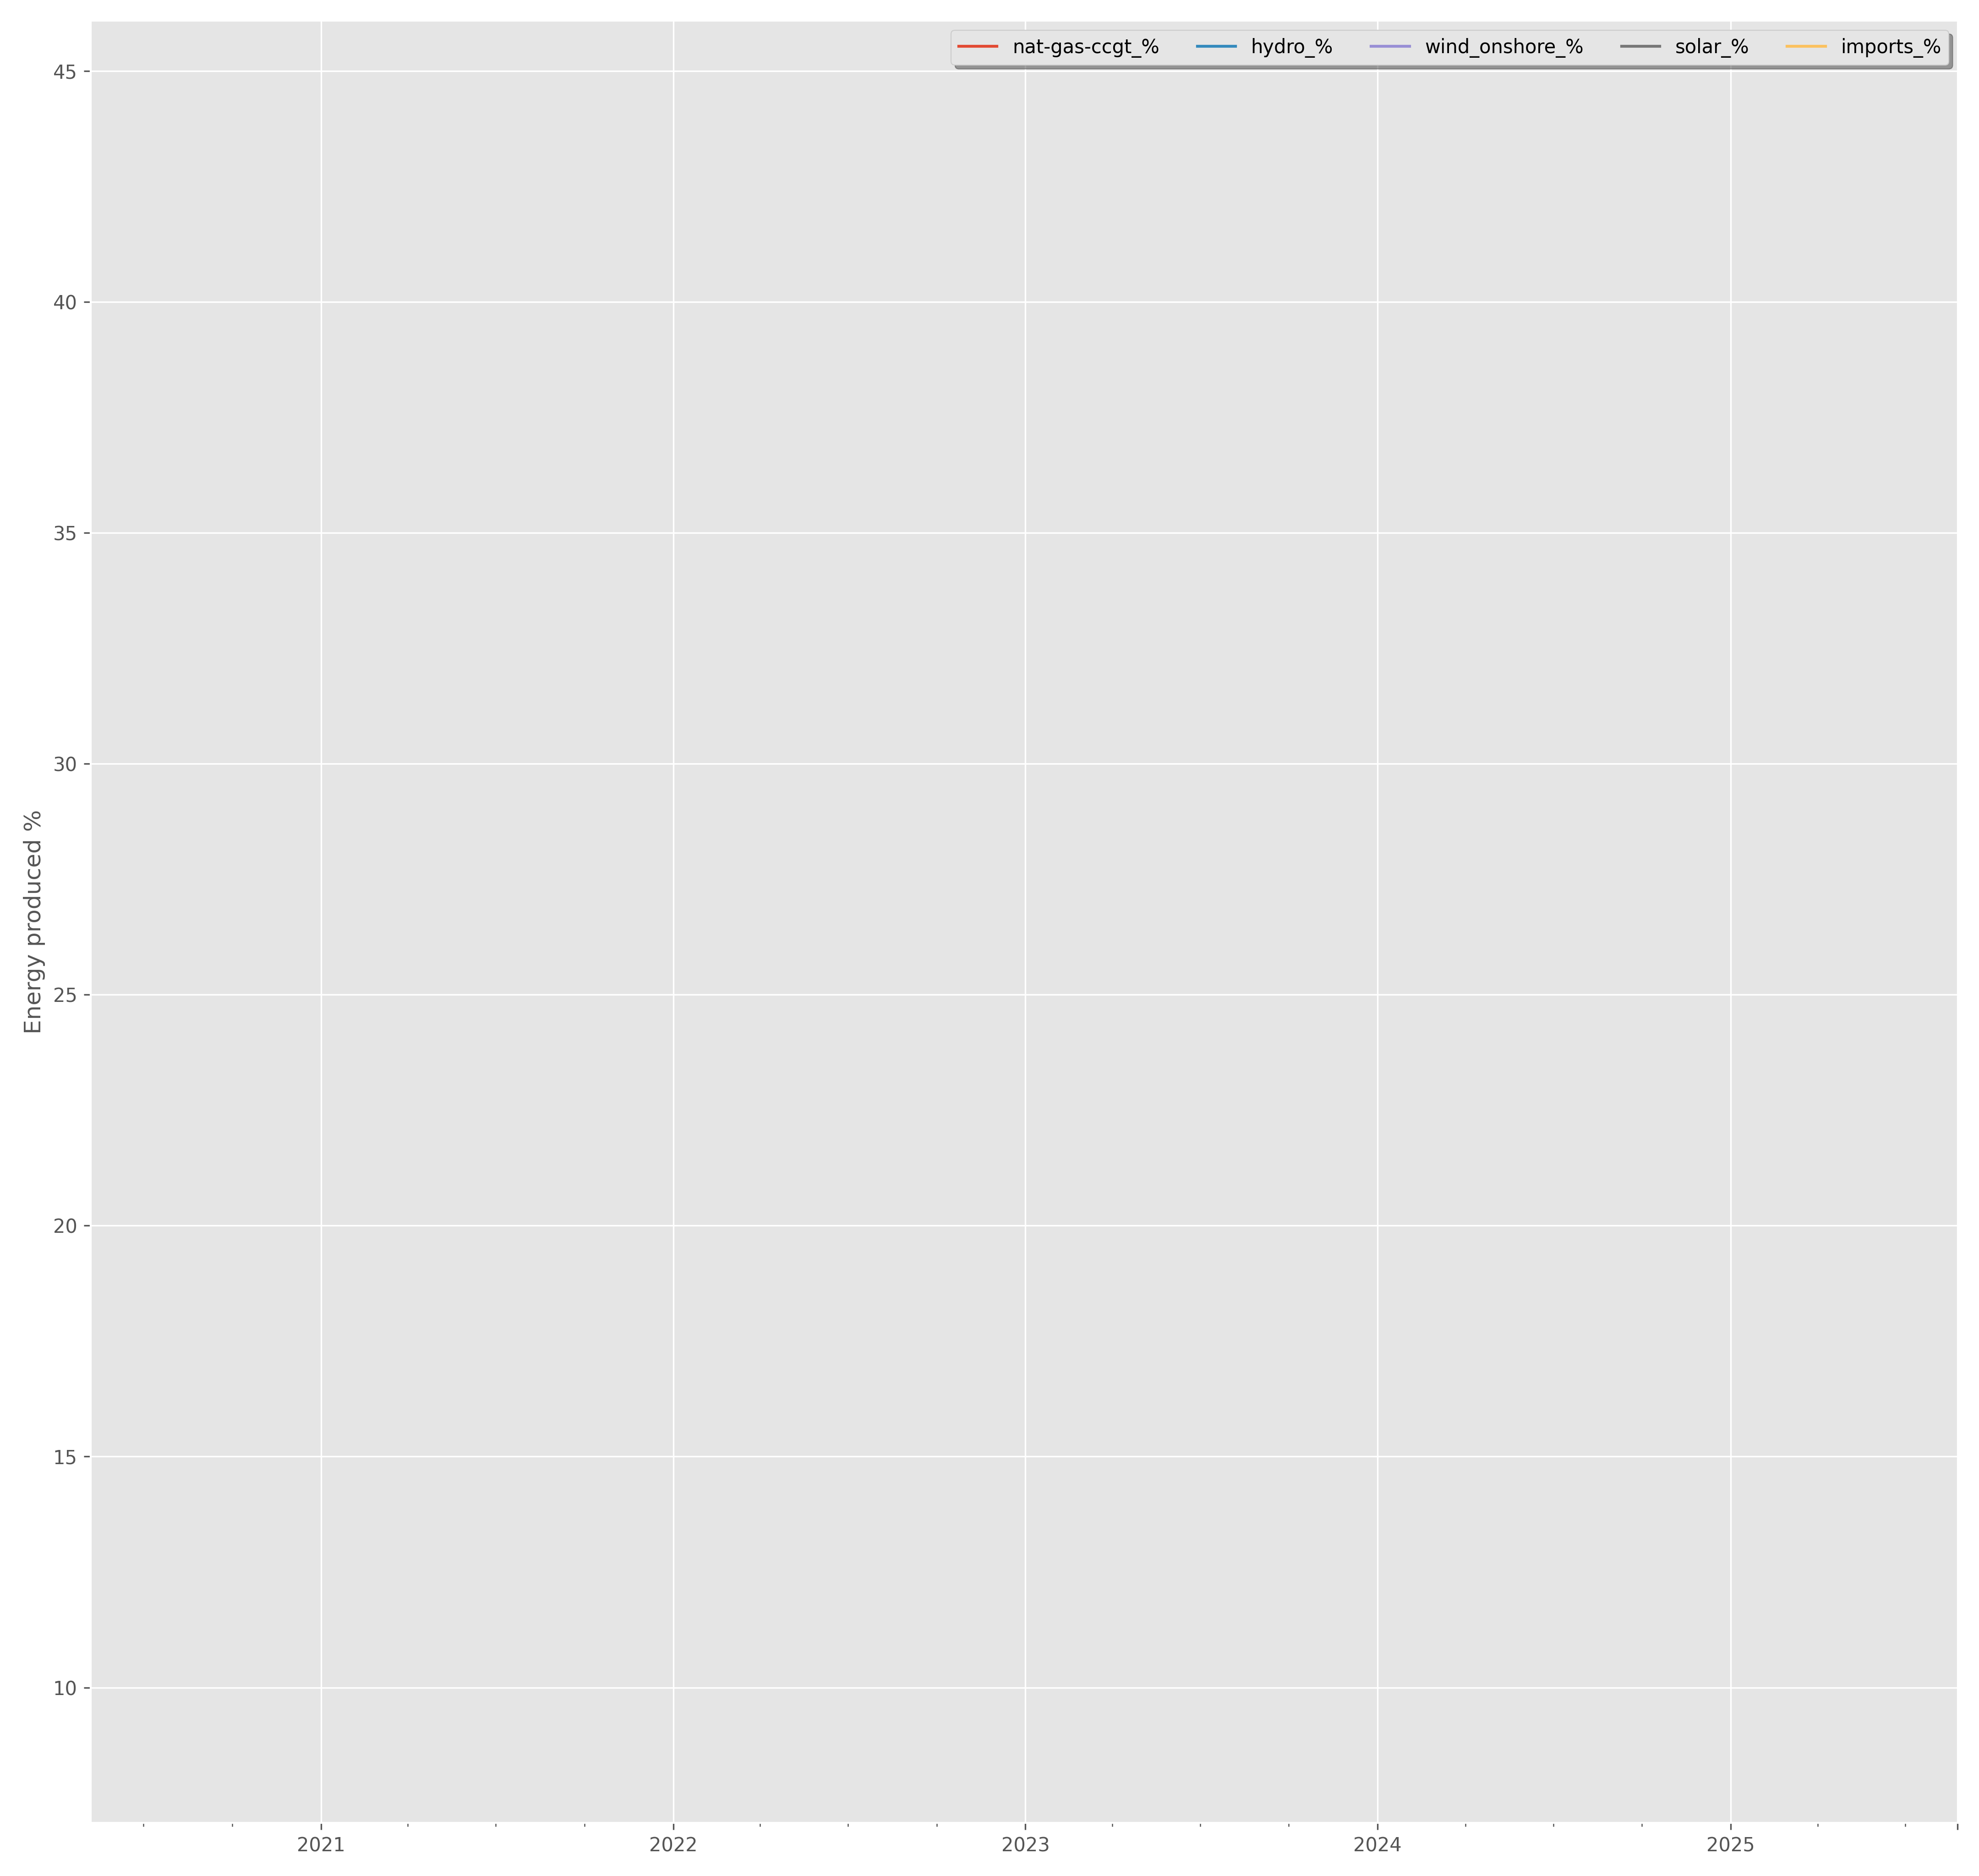 nat-gas-ccgt_% hydro_% wind_onshore_% solar_% imports_%
45
40
35
30
25
20
15
10
Energy produced %
2021 2022 2023 2024 2025